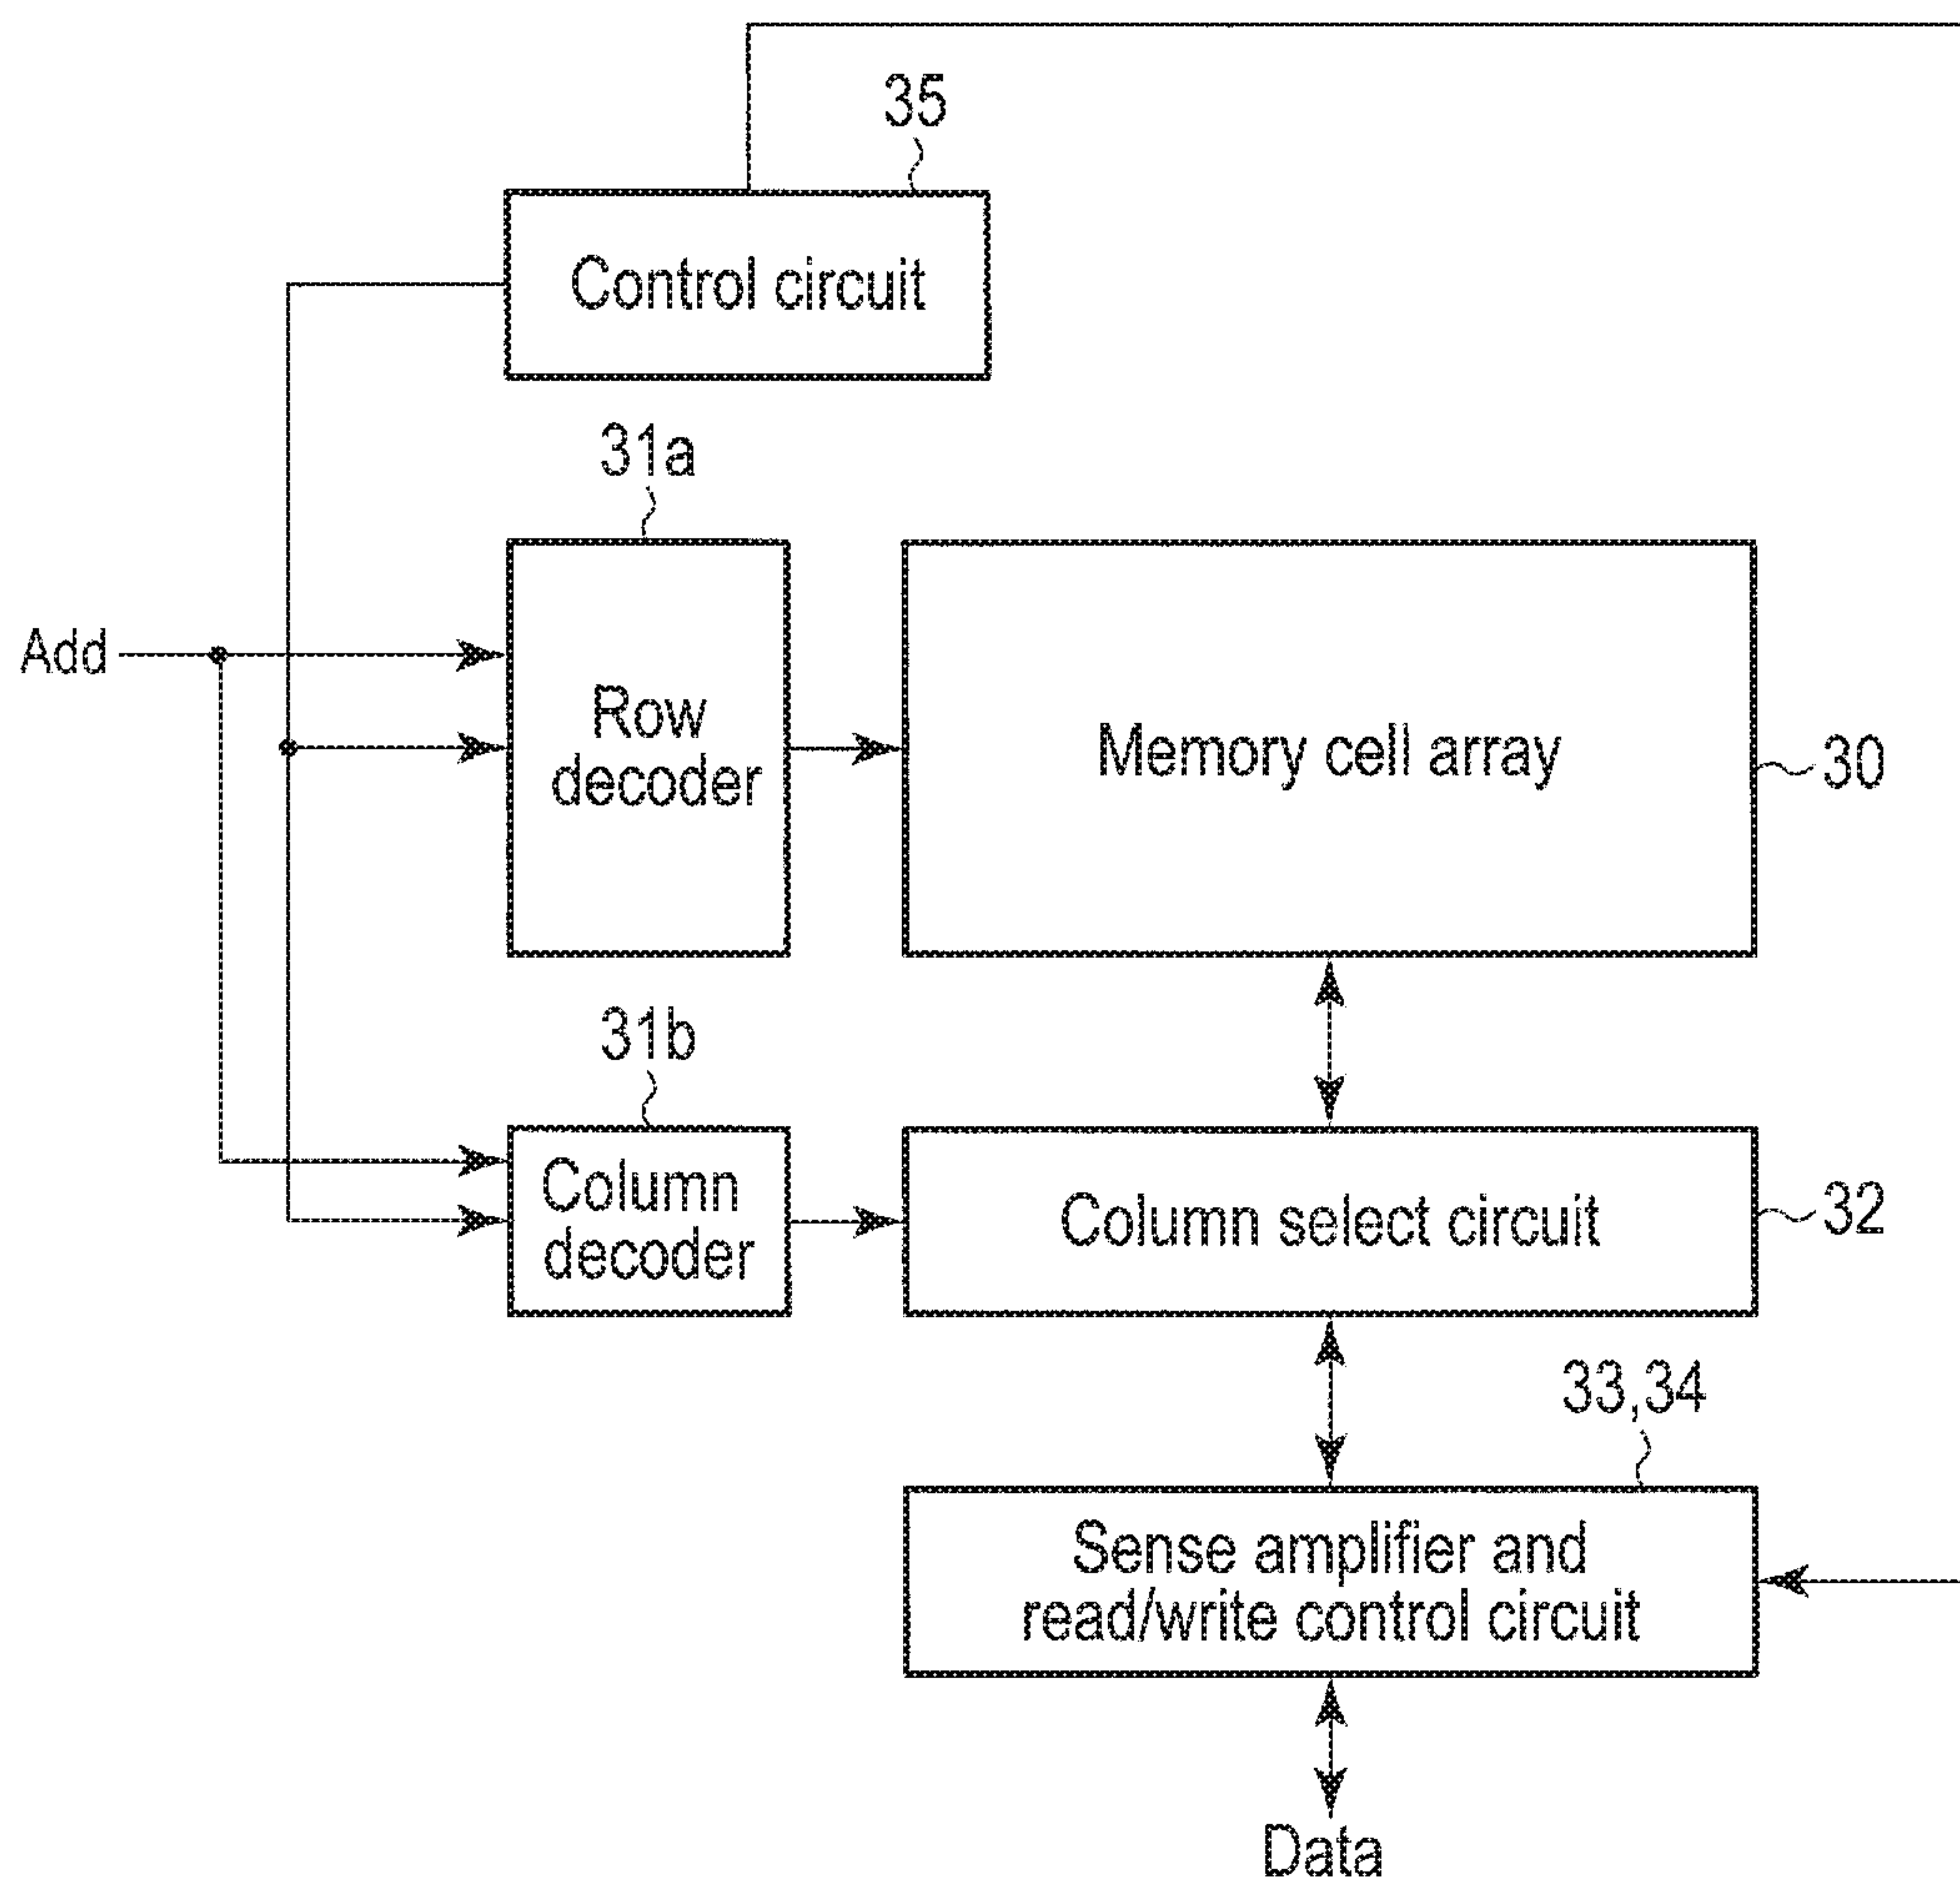 35
Control circuit
31a
Add
Row
decoder
Memory cell array
30
31b
Column
decoder
Column select circuit
32
33,34
Sense amplifier and
read/write control circuit
Data